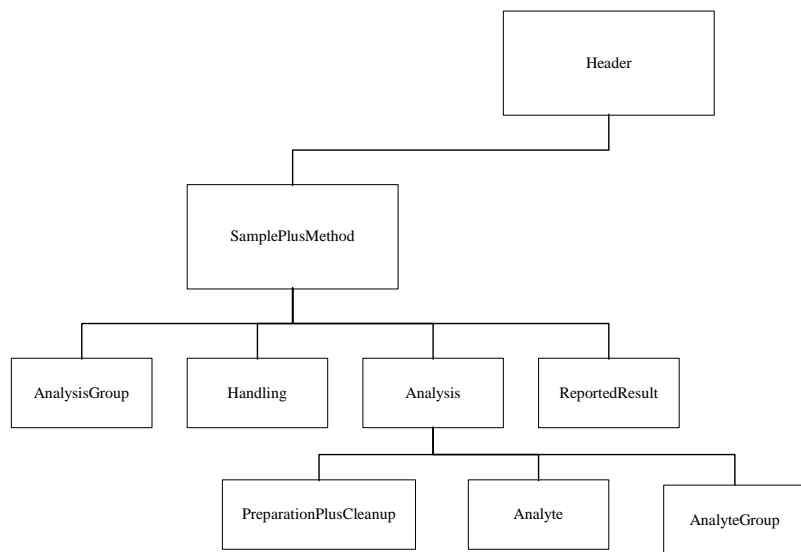 Header
SamplePlusMethod
AnalysisGroup
Handling
Analysis
ReportedResult
PreparationPlusCleanup
Analyte
AnalyteGroup